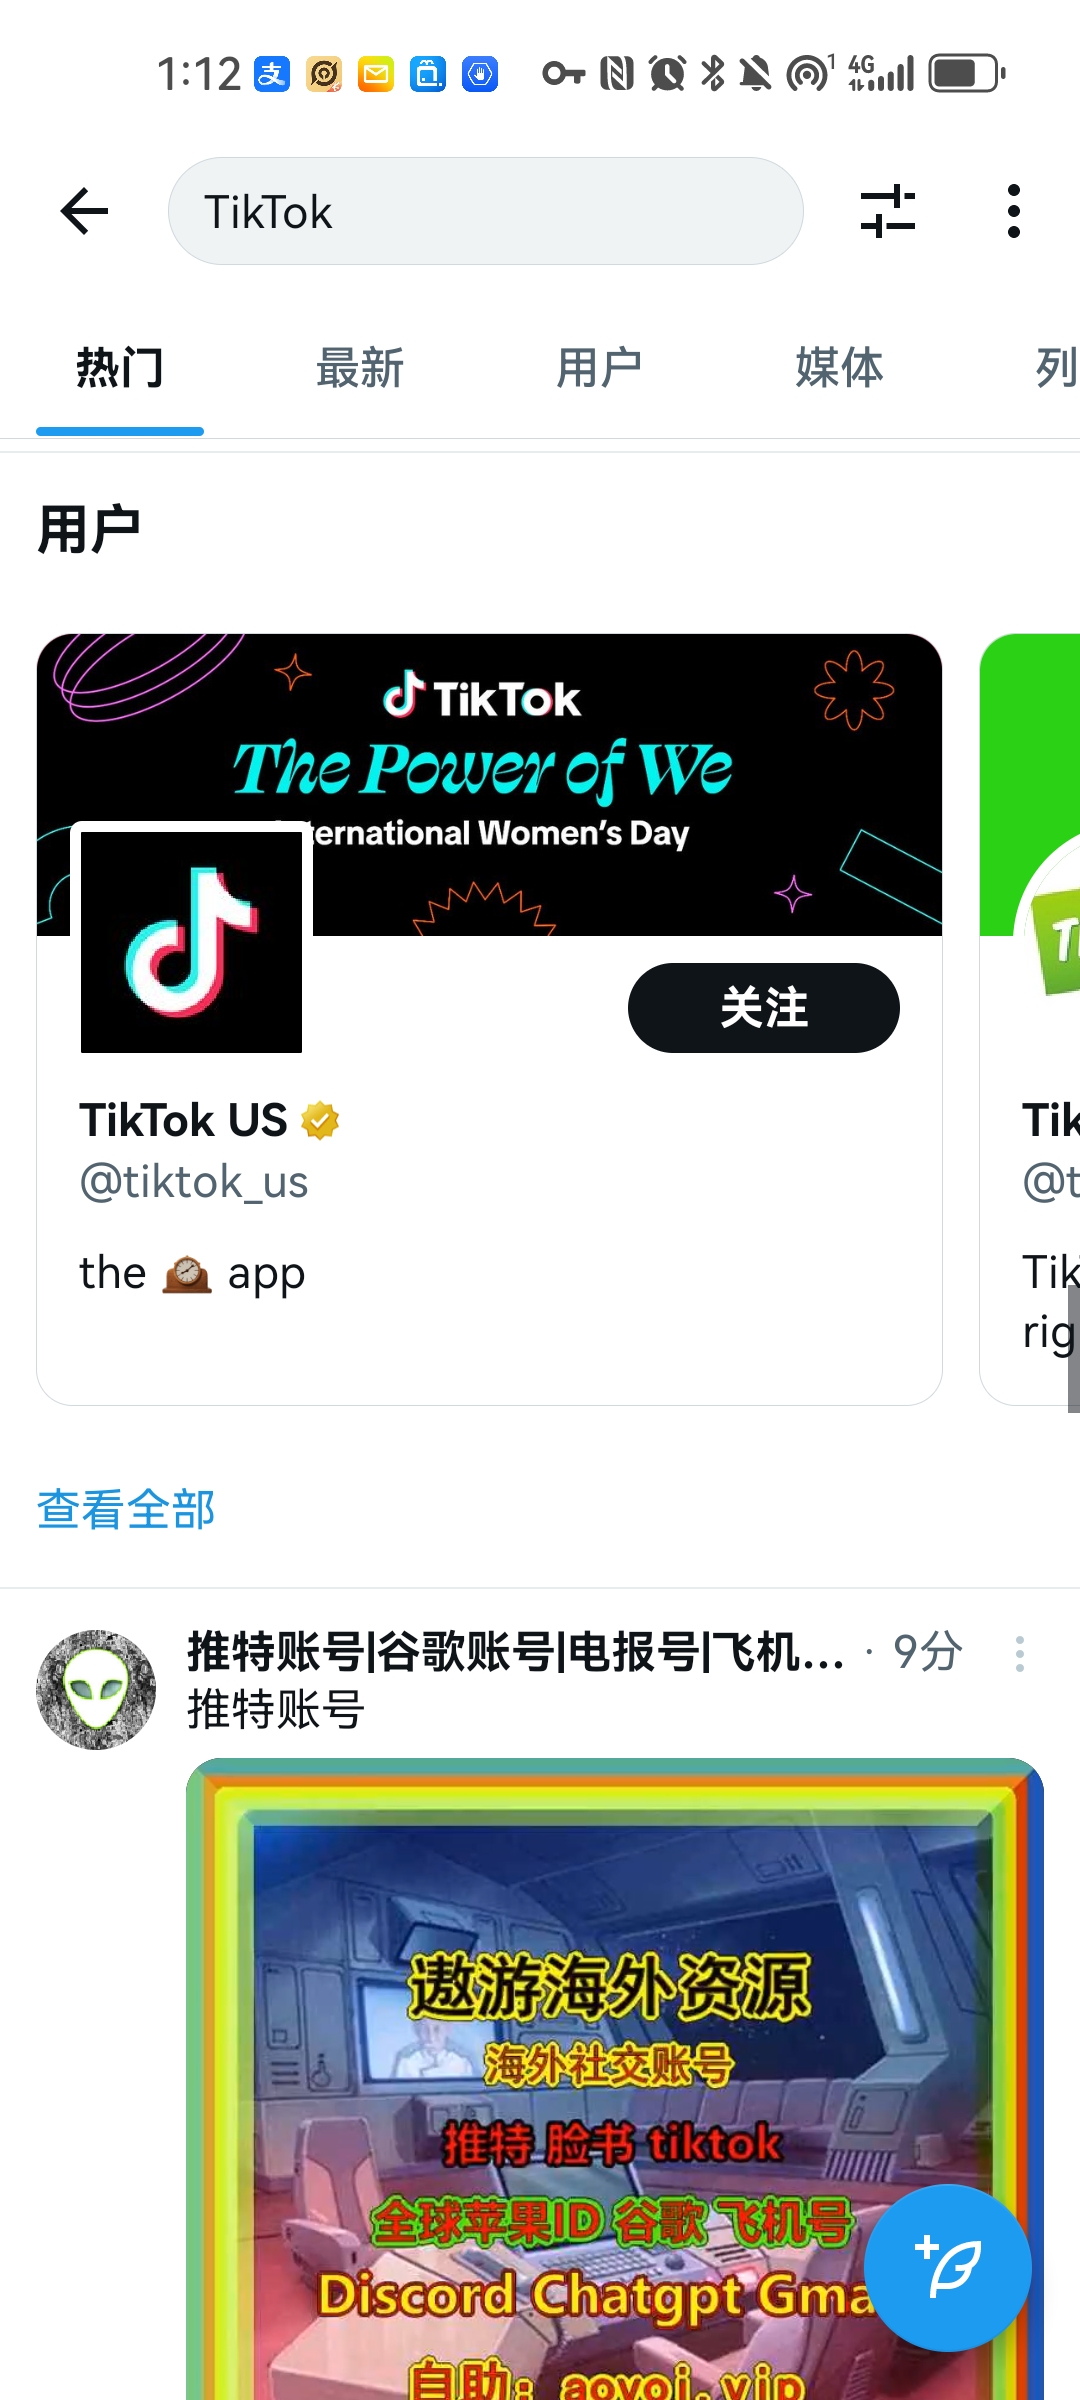 1:12
4G
1
TikTok
热门 最新 用户 媒体 列
用户
TikTok
The Power of We
ternational Women's Day
关注
TikTok US
@tiktok_us
the app
Tik
@t
Tik
rig
查看全部
推特账号|谷歌账号|电报号|飞机... · 9分
推特账号
遨游海外资源
海外社交账号
推特 脸书 tiktok
全球苹果ID 谷歌 飞机号
Discord Chatgpt Gma
自助: aoyoi.vip